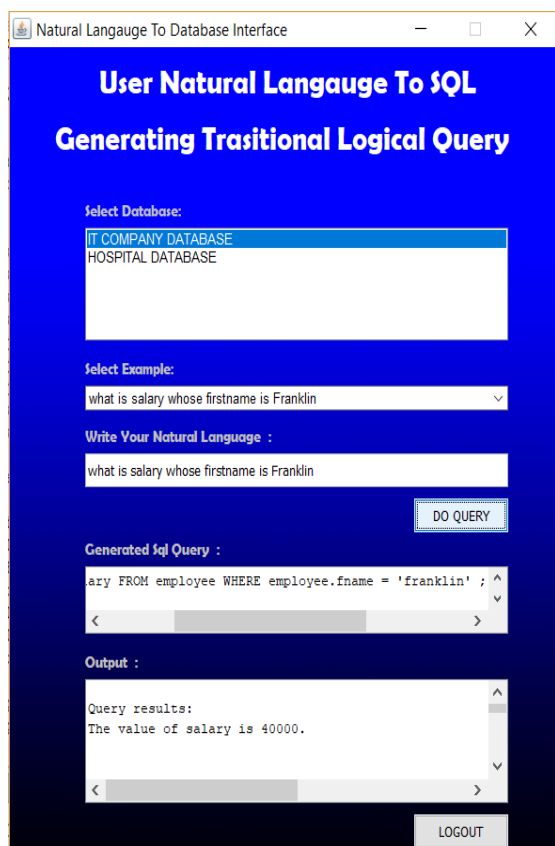 Natural Langauge To Database Interface
User Natural Langauge To SQL
Generating Trasitional Logical Query
Select Database:
IT COMPANY DATABASE
HOSPITAL DATABASE
Select Example:
what is salary whose firstname is Franklin
Write Your Natural Language :
what is salary whose firstname is Franklin
DO QUERY
Generated Sql Query :
ary FROM employee WHERE employee.fname = 'franklin' ;
Output :
Query results:
The value of salary is 40000.
LOGOUT